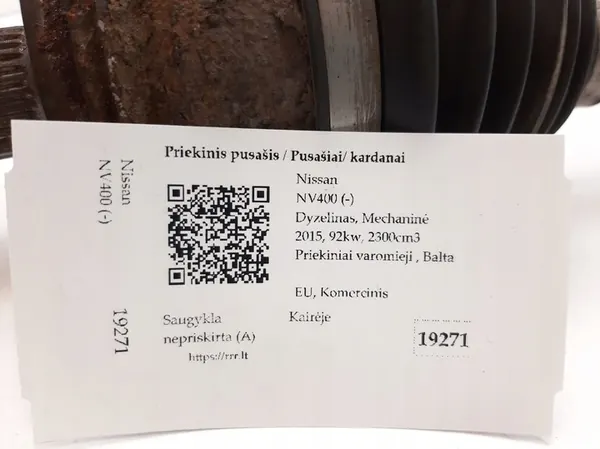 Priekinis pusašis / Pusašiai/ kardanai
Nissan
NV400 (-)
Nissan
NV400 (-)
Dyzelinas, Mechaninė
2015, 92kw, 2300cm3
Priekiniai varomieji , Balta
EU, Komercinis
19271
Saugykla
nepriskirta (A)
https://rrr.lt
Kairėje
19271